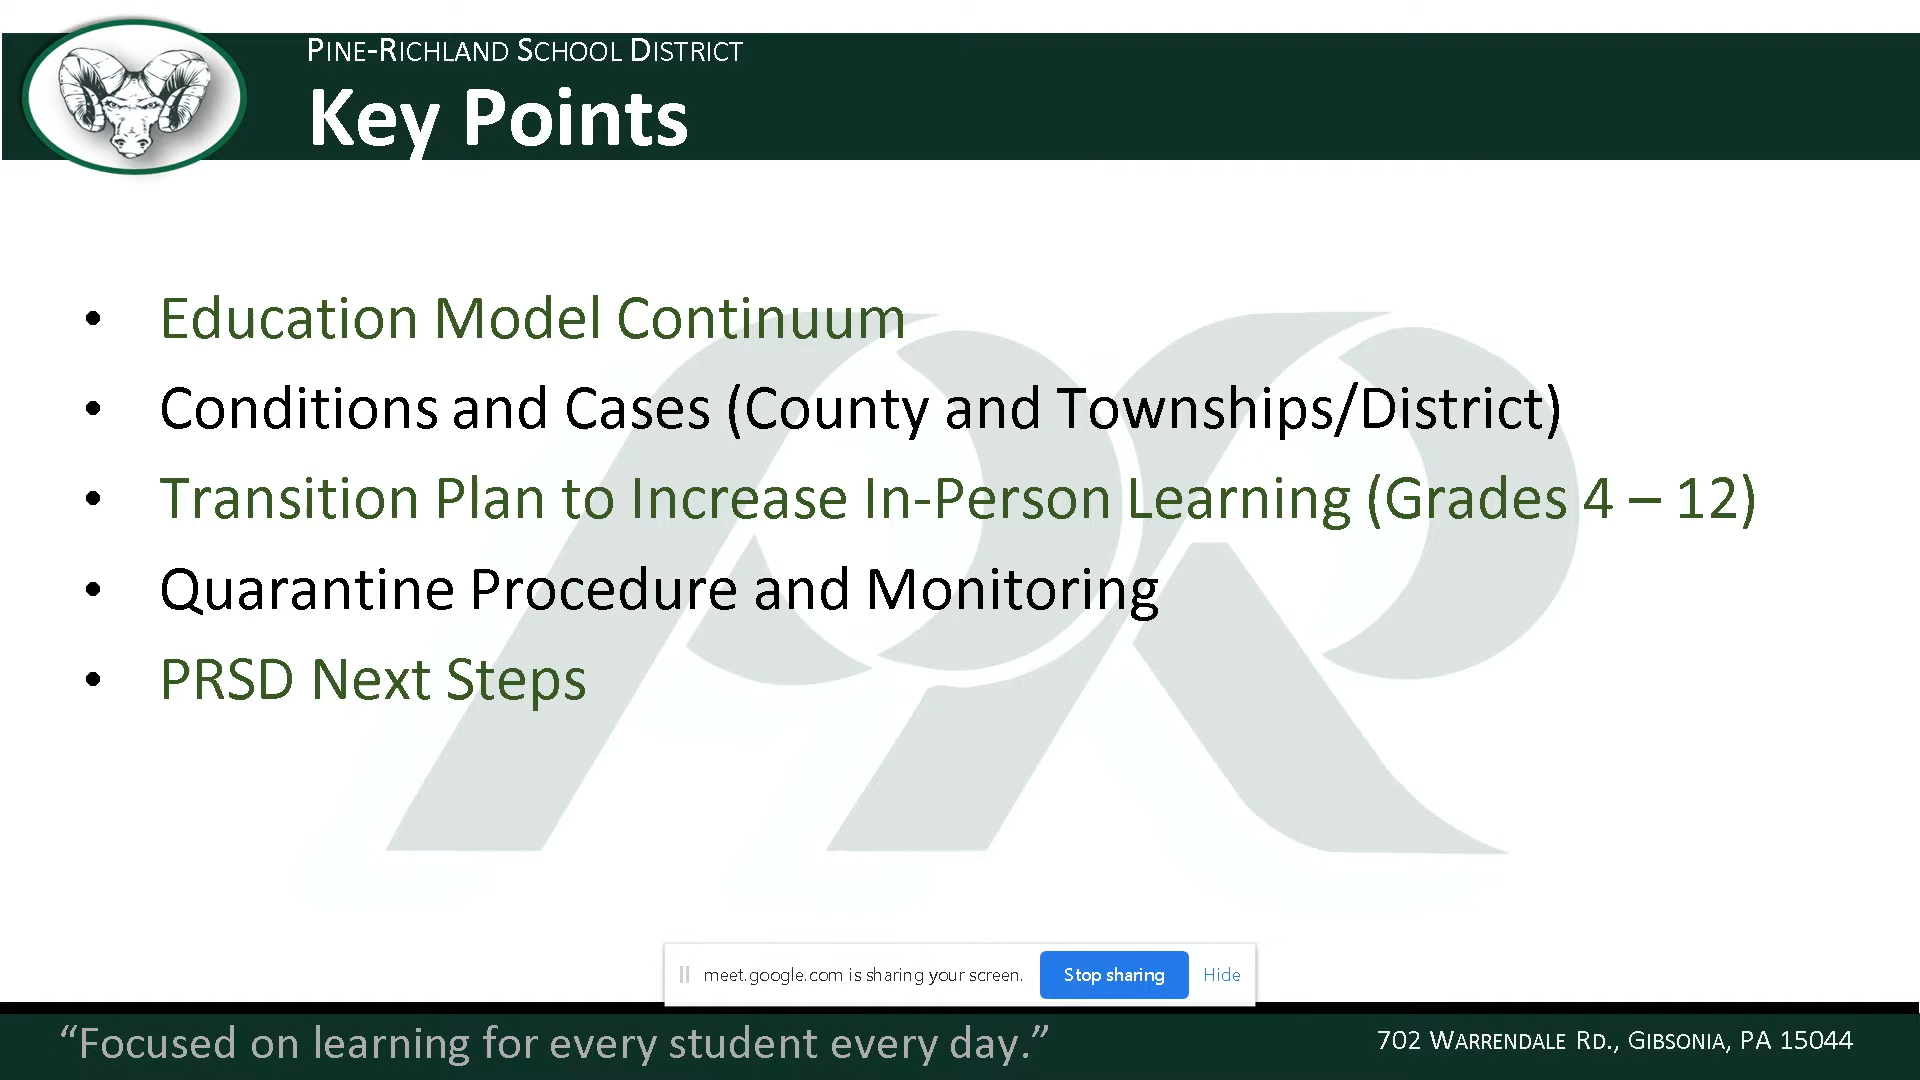 PINE-RICHLAND SCHOOL DISTRICT
Key Points
• Education Model Continuum
• Conditions and Cases (County and Townships/District)
• Transition Plan to Increase In-Person Learning (Grades 4 – 12)
• Quarantine Procedure and Monitoring
• PRSD Next Steps
meet.google.com is sharing your screen. Stop sharing Hide
“Focused on learning for every student every day.” 702 WARRENDALE RD., GIBSONIA, PA 15044